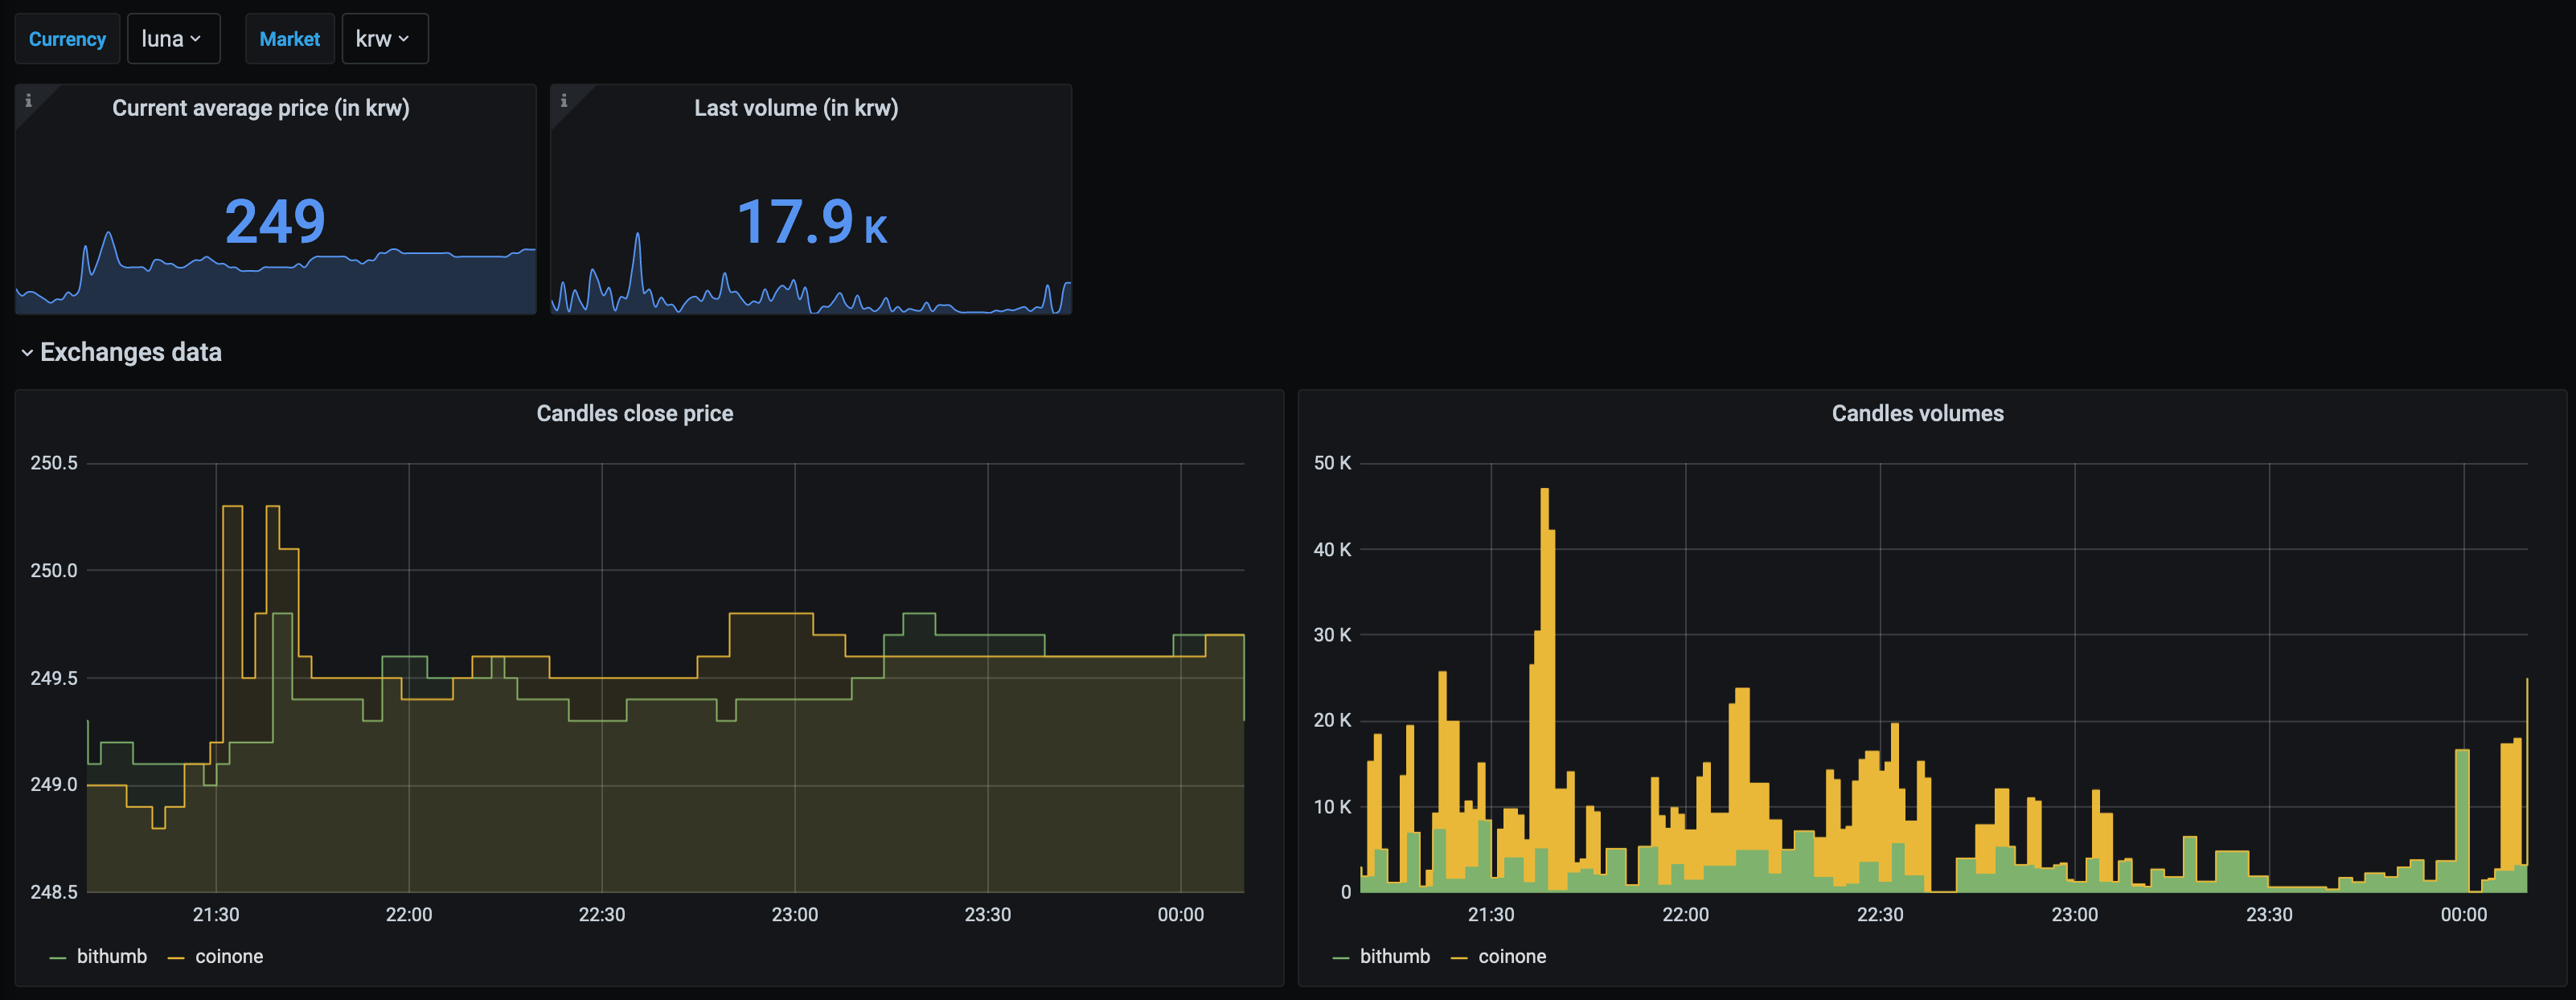 Currency luna Market krw
Current average price (in krw)
249
Last volume (in krw)
17.9 K
Exchanges data
Candles close price
250.5
250.0
249.5
249.0
248.5
21:30 22:00 22:30 23:00 23:30 00:00
bithumb coinone
Candles volumes
50 K
40 K
30 K
20 K
10 K
0
21:30 22:00 22:30 23:00 23:30 00:00
bithumb coinone